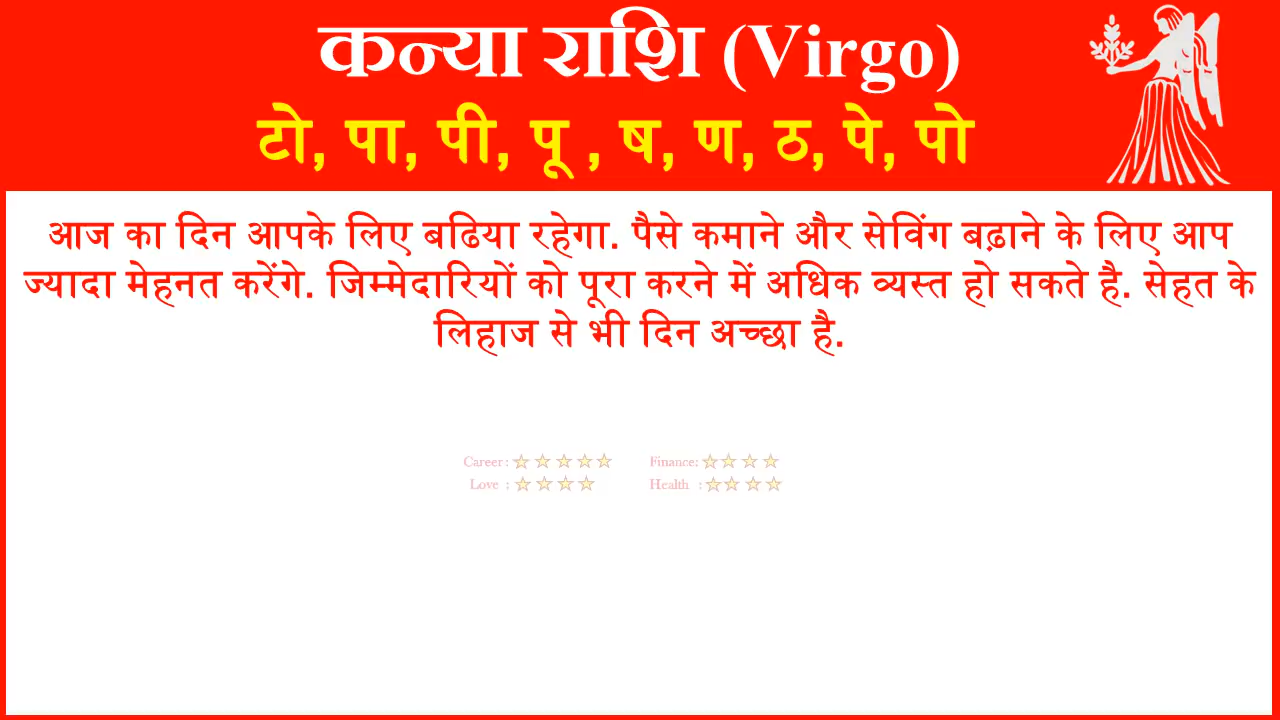 कन्या राशि (Virgo)
टो, पा, पी, पू , ष, ण, ठ, पे, पो
आज का दिन आपके लिए बढिया रहेगा. पैसे कमाने और सेविंग बढ़ाने के लिए आप
ज्यादा मेहनत करेंगे. जिम्मेदारियों को पूरा करने में अधिक व्यस्त हो सकते है. सेहत के
लिहाज से भी दिन अच्छा है.
Career : ☆ ☆ ☆ ☆ ☆ Finance: ☆ ☆ ☆ ☆
Love : ☆ ☆ ☆ ☆ Health : ☆ ☆ ☆ ☆